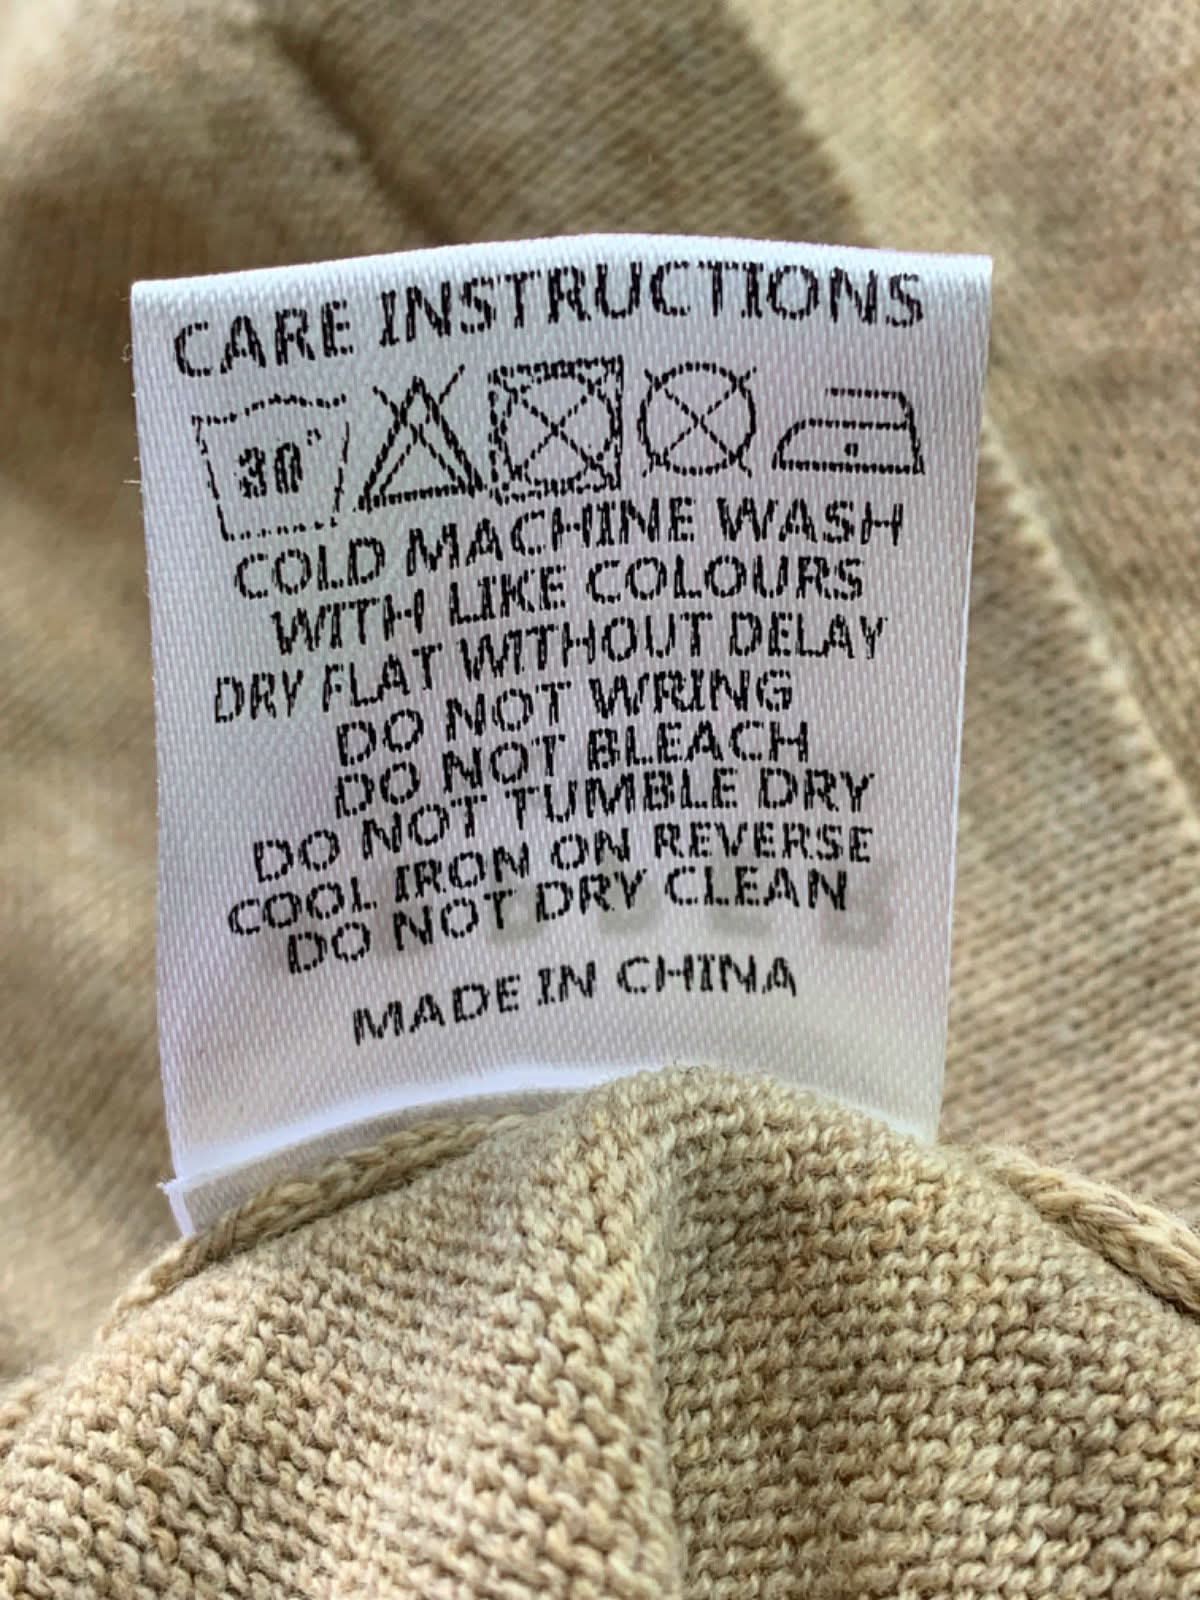 CARE INSTRUCTIONS
30°
COLD MACHINE WASH
WITH LIKE COLOURS
DRY FLAT WITHOUT DELAY
DO NOT WRING
DO NOT BLEACH
DO NOT TUMBLE DRY
COOL IRON ON REVERSE
DO NOT DRY CLEAN
MADE IN CHINA